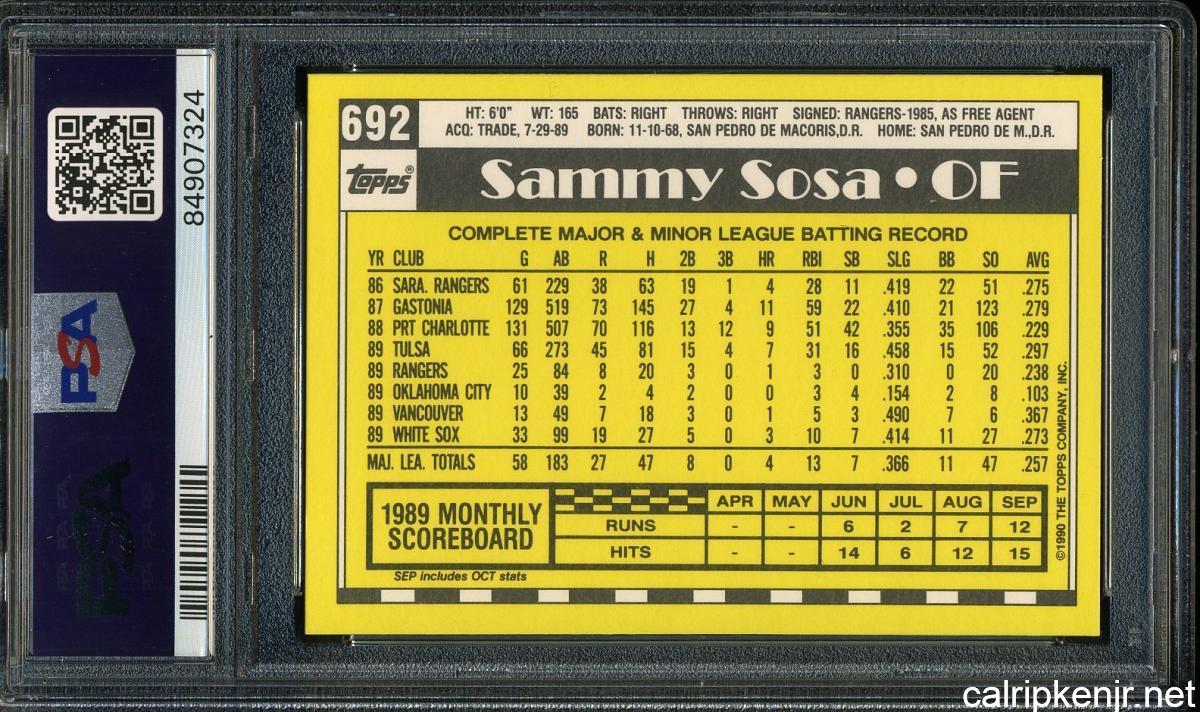 84907324
PSA
PSA
692
HT: 6'0" WT: 165 BATS: RIGHT THROWS: RIGHT SIGNED: RANGERS-1985, AS FREE AGENT
ACQ: TRADE, 7-29-89 BORN: 11-10-68, SAN PEDRO DE MACORIS,D.R. HOME: SAN PEDRO DE M.,D.R.
TOPPS®
Sammy Sosa • OF
COMPLETE MAJOR & MINOR LEAGUE BATTING RECORD
YR CLUB G AB R H 2B 3B HR RBI SB SLG BB SO AVG
86 SARA. RANGERS 61 229 38 63 19 1 4 28 11 .419 22 51 .275
87 GASTONIA 129 519 73 145 27 4 11 59 22 .410 21 123 .279
88 PRT CHARLOTTE 131 507 70 116 13 12 9 51 42 .355 35 106 .229
89 TULSA 66 273 45 81 15 4 7 31 16 .458 15 52 .297
89 RANGERS 25 84 8 20 3 0 1 3 0 .310 0 20 .238
89 OKLAHOMA CITY 10 39 2 4 2 0 0 3 4 .154 2 8 .103
89 VANCOUVER 13 49 7 18 3 0 1 5 3 .490 7 6 .367
89 WHITE SOX 33 99 19 27 5 0 3 10 7 .414 11 27 .273
MAJ. LEA. TOTALS 58 183 27 47 8 0 4 13 7 .366 11 47 .257
1989 MONTHLY
SCOREBOARD
APR MAY JUN JUL AUG SEP
RUNS - - 6 2 7 12
HITS - - 14 6 12 15
SEP includes OCT stats
©1990 THE TOPPS COMPANY, INC.
calripkenjr.net